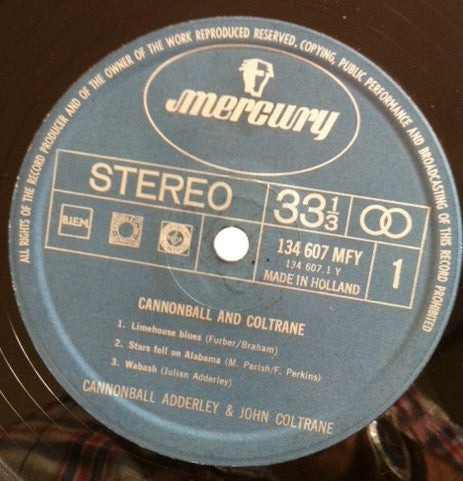 ALL RIGHTS OF THE RECORD PRODUCER AND OF THE OWNER OF THE WORK REPRODUCED RESERVED. COPYING, PUBLIC PERFORMANCE AND BROADCASTING OF THIS RECORD PROHIBITED
mercury
STEREO
33 1/3
B.I.E.M.
134 607 MFY
134 607.1 Y
MADE IN HOLLAND
1
CANNONBALL AND COLTRANE
1. Limehouse blues (Furber/Braham)
2. Stars fell on Alabama (M. Parish/F. Perkins)
3. Wabash (Julian Adderley)
CANNONBALL ADDERLEY & JOHN COLTRANE